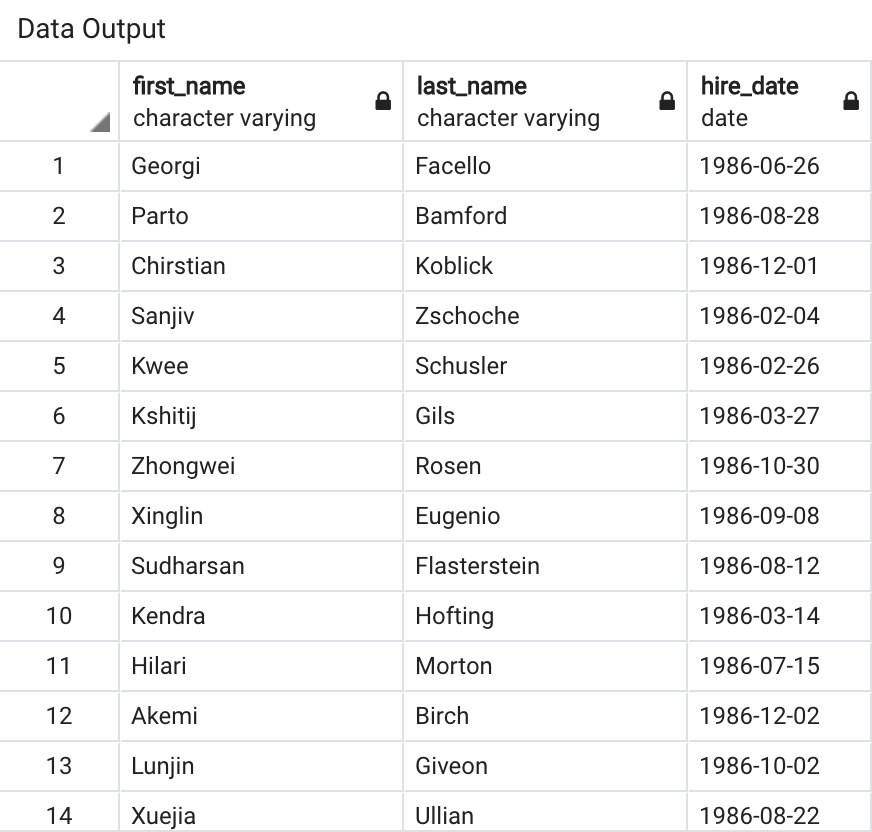 Data Output
first_name last_name hire_date
character varying character varying date
1 Georgi Facello 1986-06-26
2 Parto Bamford 1986-08-28
3 Chirstian Koblick 1986-12-01
4 Sanjiv Zschoche 1986-02-04
5 Kwee Schusler 1986-02-26
6 Kshitij Gils 1986-03-27
7 Zhongwei Rosen 1986-10-30
8 Xinglin Eugenio 1986-09-08
9 Sudharsan Flasterstein 1986-08-12
10 Kendra Hofting 1986-03-14
11 Hilari Morton 1986-07-15
12 Akemi Birch 1986-12-02
13 Lunjin Giveon 1986-10-02
14 Xuejia Ullian 1986-08-22